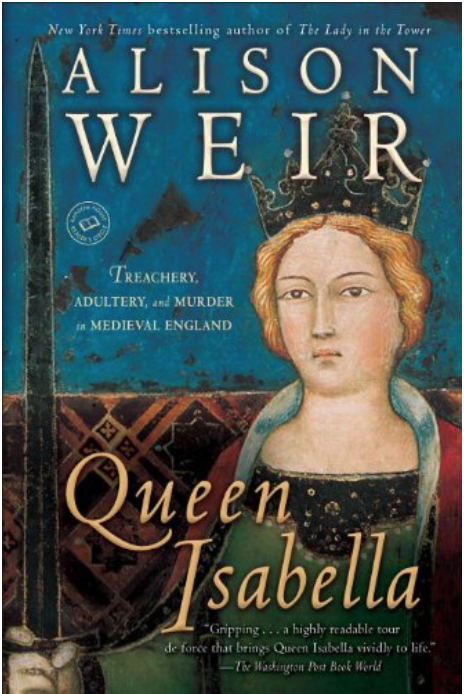 New York Times bestselling author of The Lady in the Tower
ALISON
WEIR
TREACHERY,
ADULTERY, and MURDER
in MEDIEVAL ENGLAND
Queen
Isabella
“Gripping . . . a highly readable tour
de force that brings Queen Isabella vividly to life.”
—The Washington Post Book World